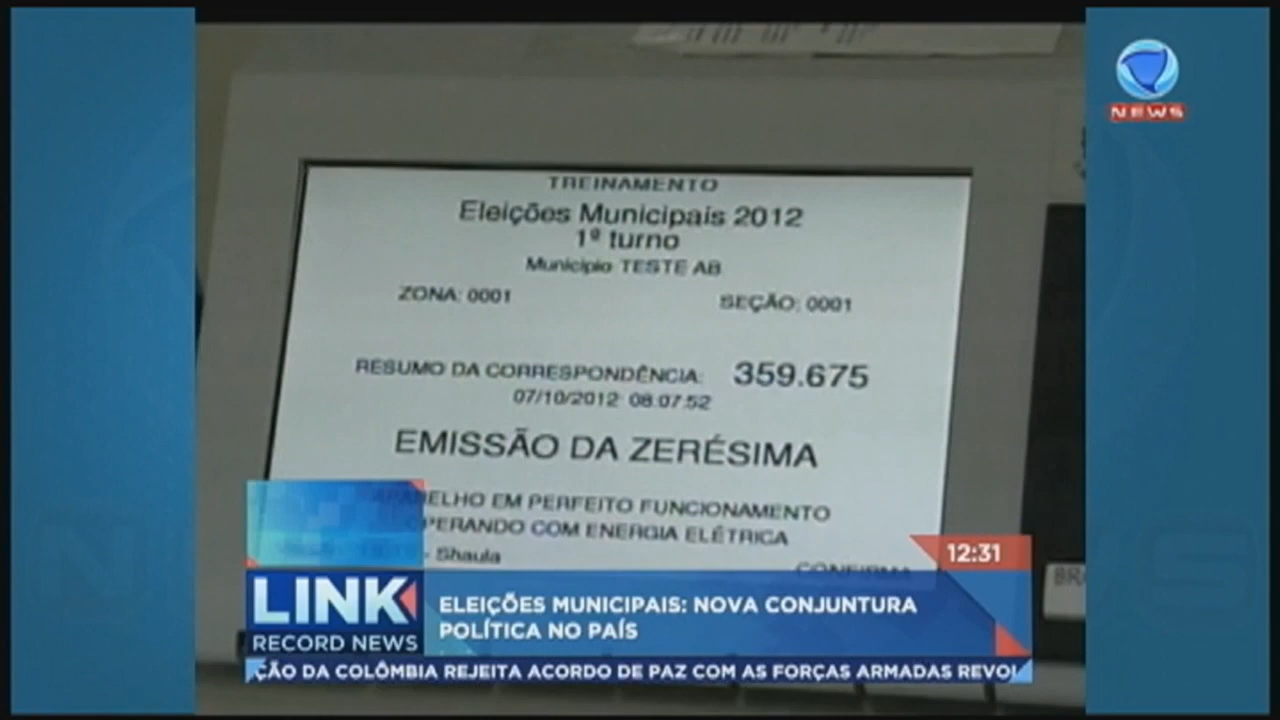 NEWS
TREINAMENTO
Eleições Municipais 2012
1º turno
Município TESTE AB
ZONA: 0001 SEÇÃO: 0001
RESUMO DA CORRESPONDÊNCIA: 359.675
07/10/2012 08:07:52
EMISSÃO DA ZERÉSIMA
APARELHO EM PERFEITO FUNCIONAMENTO
OPERANDO COM ENERGIA ELÉTRICA
- Shaula
CONFIRMA
BR
12:31
LINK
RECORD NEWS
ELEIÇÕES MUNICIPAIS: NOVA CONJUNTURA
POLÍTICA NO PAÍS
ÇÃO DA COLÔMBIA REJEITA ACORDO DE PAZ COM AS FORÇAS ARMADAS REVOL